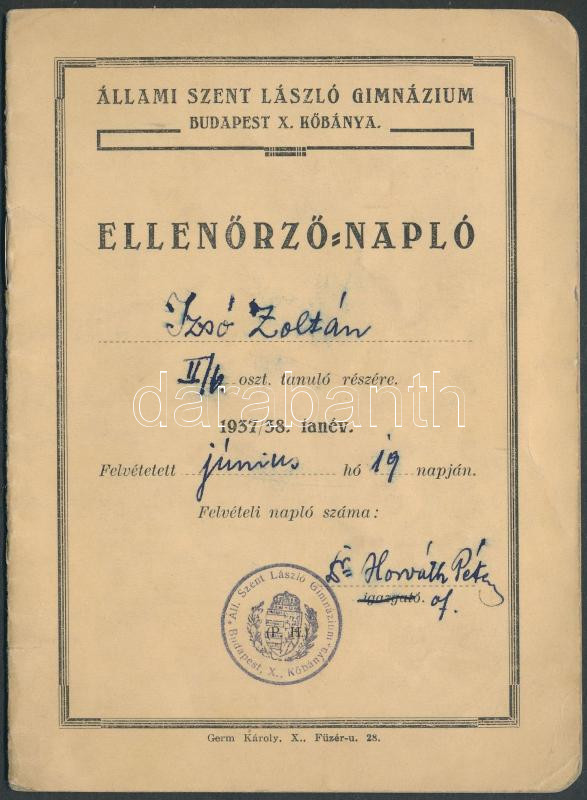 ÁLLAMI SZENT LÁSZLÓ GIMNÁZIUM
BUDAPEST X. KŐBÁNYA.
ELLENŐRZŐ=NAPLÓ
Izsó Zoltán
II/b. oszt. tanuló részére.
1937/38. tanév.
Felvétetett június hó 19 napján.
Felvételi napló száma:
Dr Horváth Péter
igazgató. of.
*Áll. Szent László Gimnázium.* Budapest, X., Kőbánya.
(P. H.)
Germ Károly, X., Füzér-u. 28.
darabanth